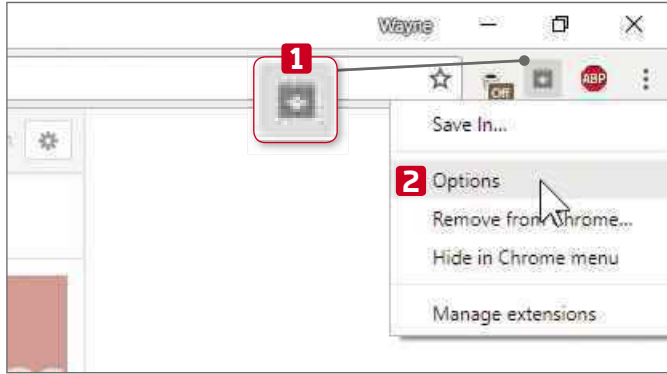 Wayne
1
Off
ABP
Save In...
2 Options
Remove from Chrome...
Hide in Chrome menu
Manage extensions